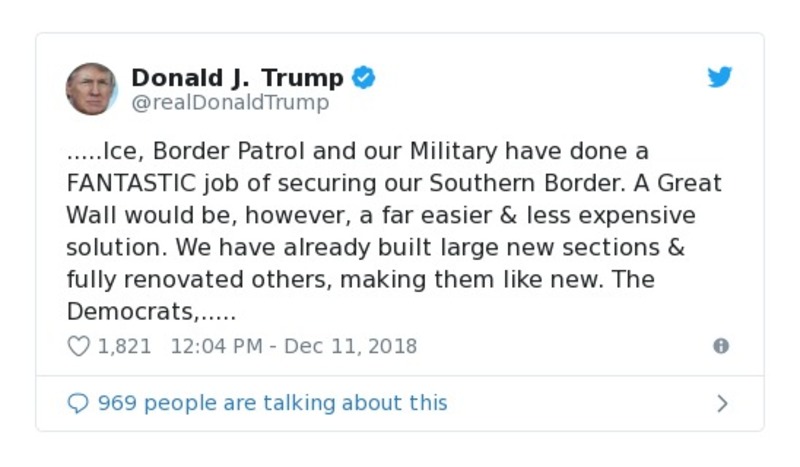 Donald J. Trump
@realDonaldTrump
.....Ice, Border Patrol and our Military have done a
FANTASTIC job of securing our Southern Border. A Great
Wall would be, however, a far easier & less expensive
solution. We have already built large new sections &
fully renovated others, making them like new. The
Democrats,.....
1,821 12:04 PM - Dec 11, 2018
969 people are talking about this